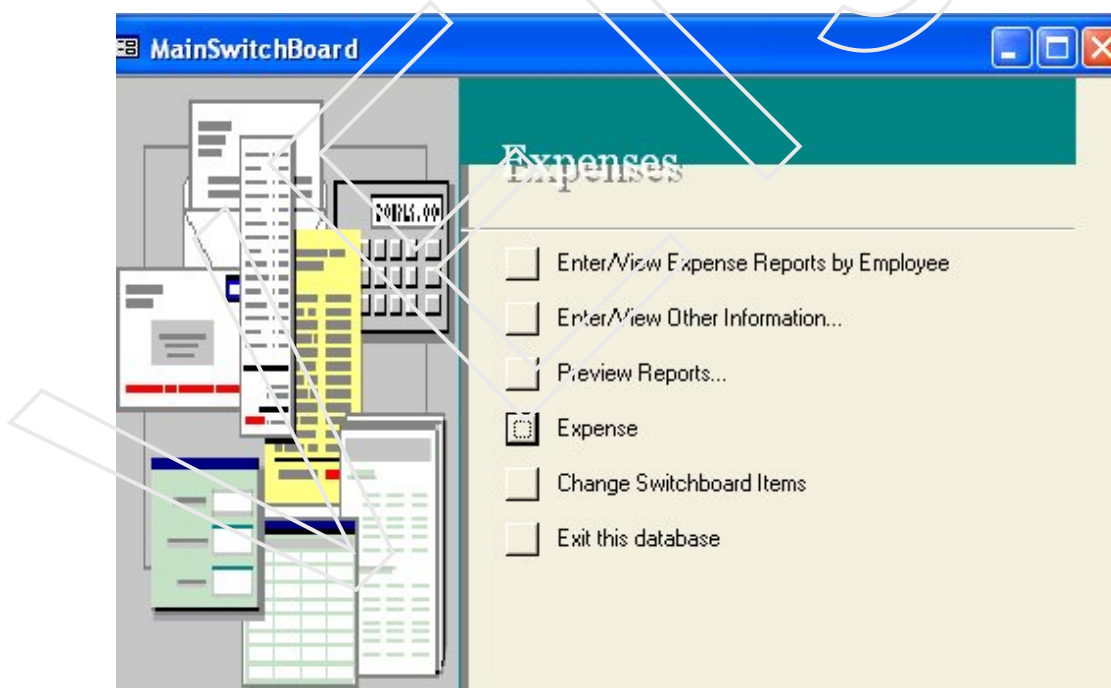 MainSwitchBoard
Expenses
Enter/View Expense Reports by Employee
Enter/View Other Information...
Preview Reports...
Expense
Change Switchboard Items
Exit this database